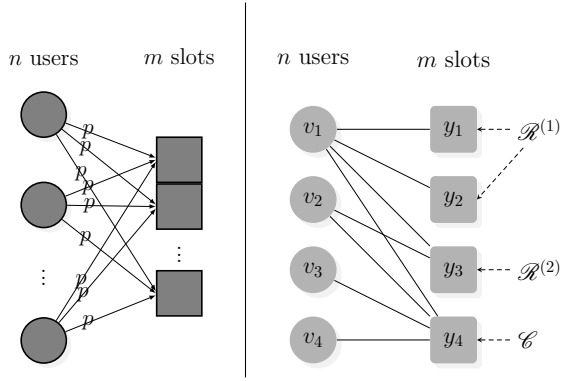 n users
m slots
p
p
p
p
p
p
p
p
p
⋮
⋮
n users
m slots
v₁
y₁
ℛ⁽¹⁾
v₂
y₂
v₃
y₃
ℛ⁽²⁾
v₄
y₄
𝒞